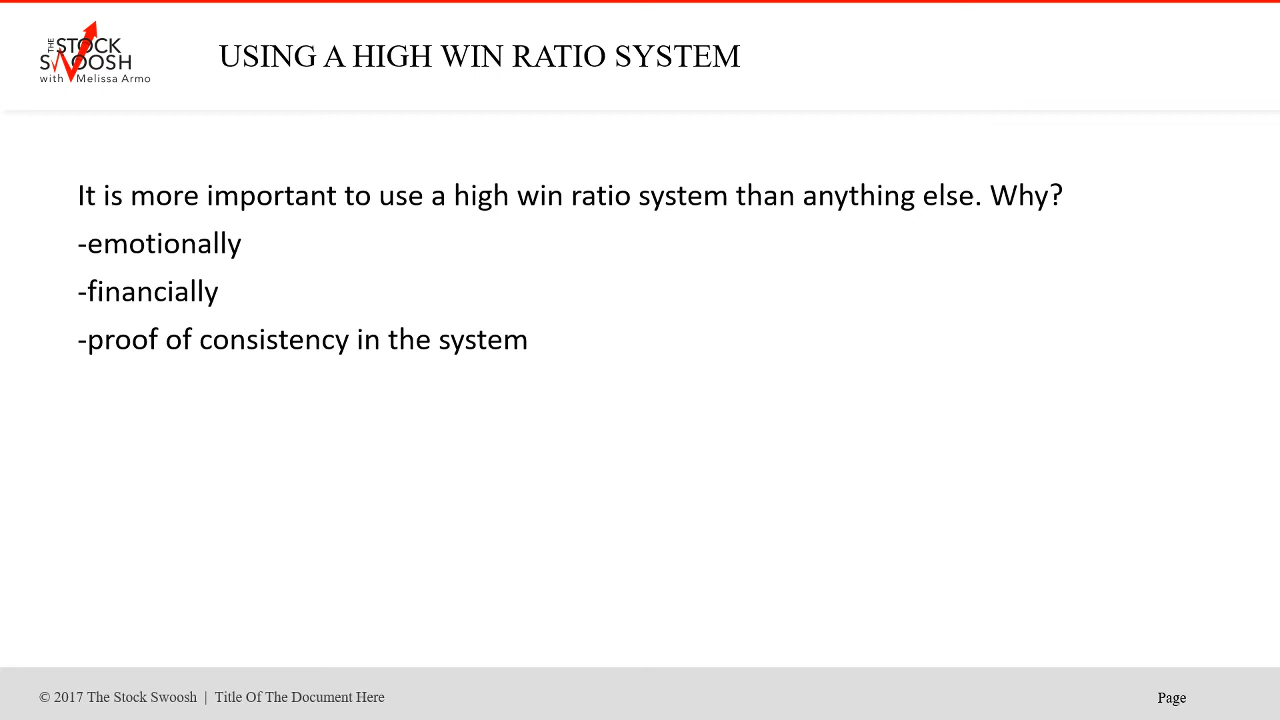 THE STOCK
SWOOSH
with Melissa Armo
USING A HIGH WIN RATIO SYSTEM
It is more important to use a high win ratio system than anything else. Why?
-emotionally
-financially
-proof of consistency in the system
© 2017 The Stock Swoosh | Title Of The Document Here
Page